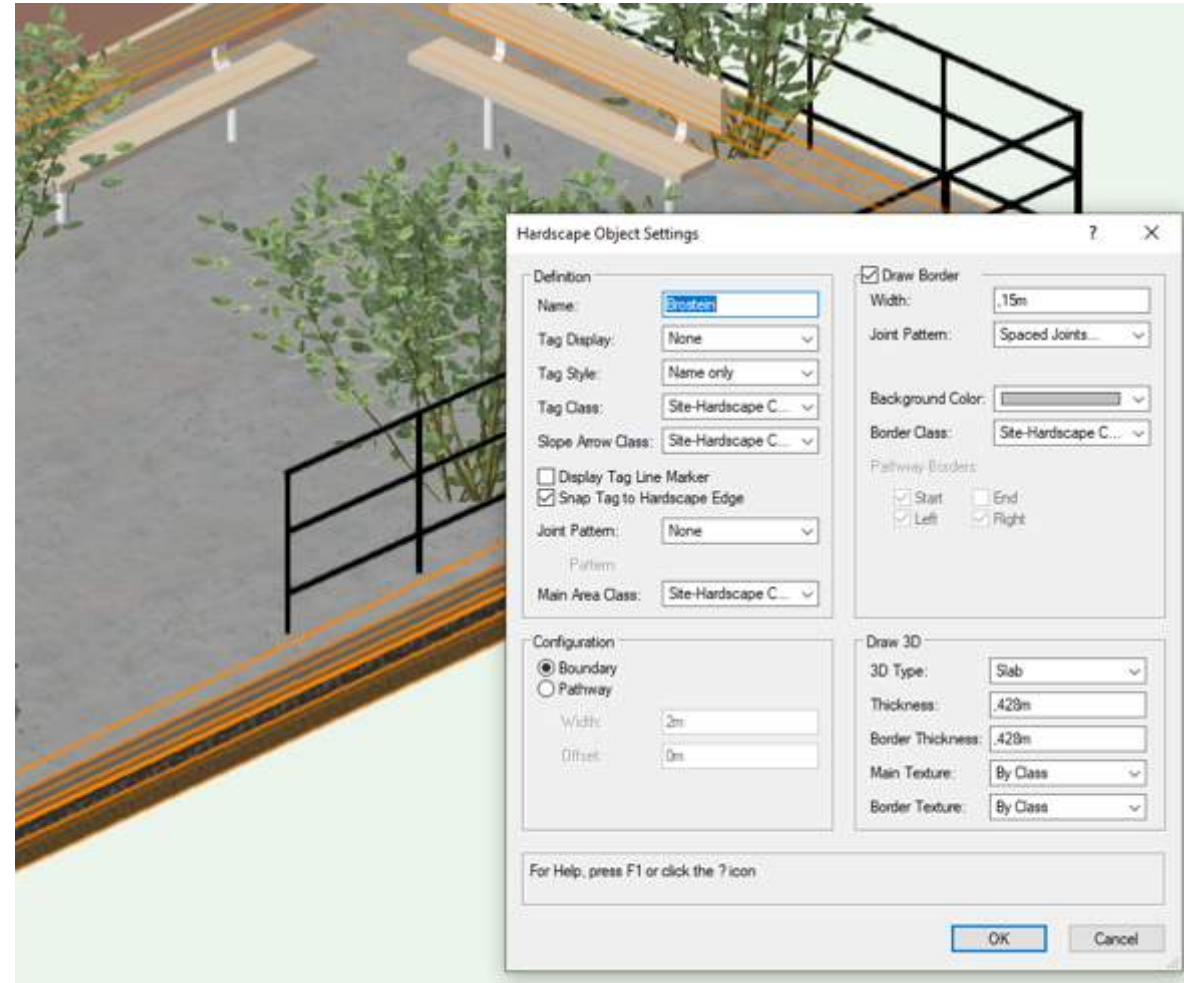 Hardscape Object Settings ? ×
Definition
Name: Brostein
Tag Display: None
Tag Style: Name only
Tag Class: Site-Hardscape C...
Slope Arrow Class: Site-Hardscape C...
Display Tag Line Marker
Snap Tag to Hardscape Edge
Joint Pattern: None
Pattern
Main Area Class: Site-Hardscape C...
Draw Border
Width: ,15m
Joint Pattern: Spaced Joints...
Background Color:
Border Class: Site-Hardscape C...
Pathway Borders
Start End
Left Right
Configuration
Boundary
Pathway
Width: 2m
Offset: 0m
Draw 3D
3D Type: Slab
Thickness: ,428m
Border Thickness: ,428m
Main Texture: By Class
Border Texture: By Class
For Help, press F1 or click the ? icon
OK Cancel